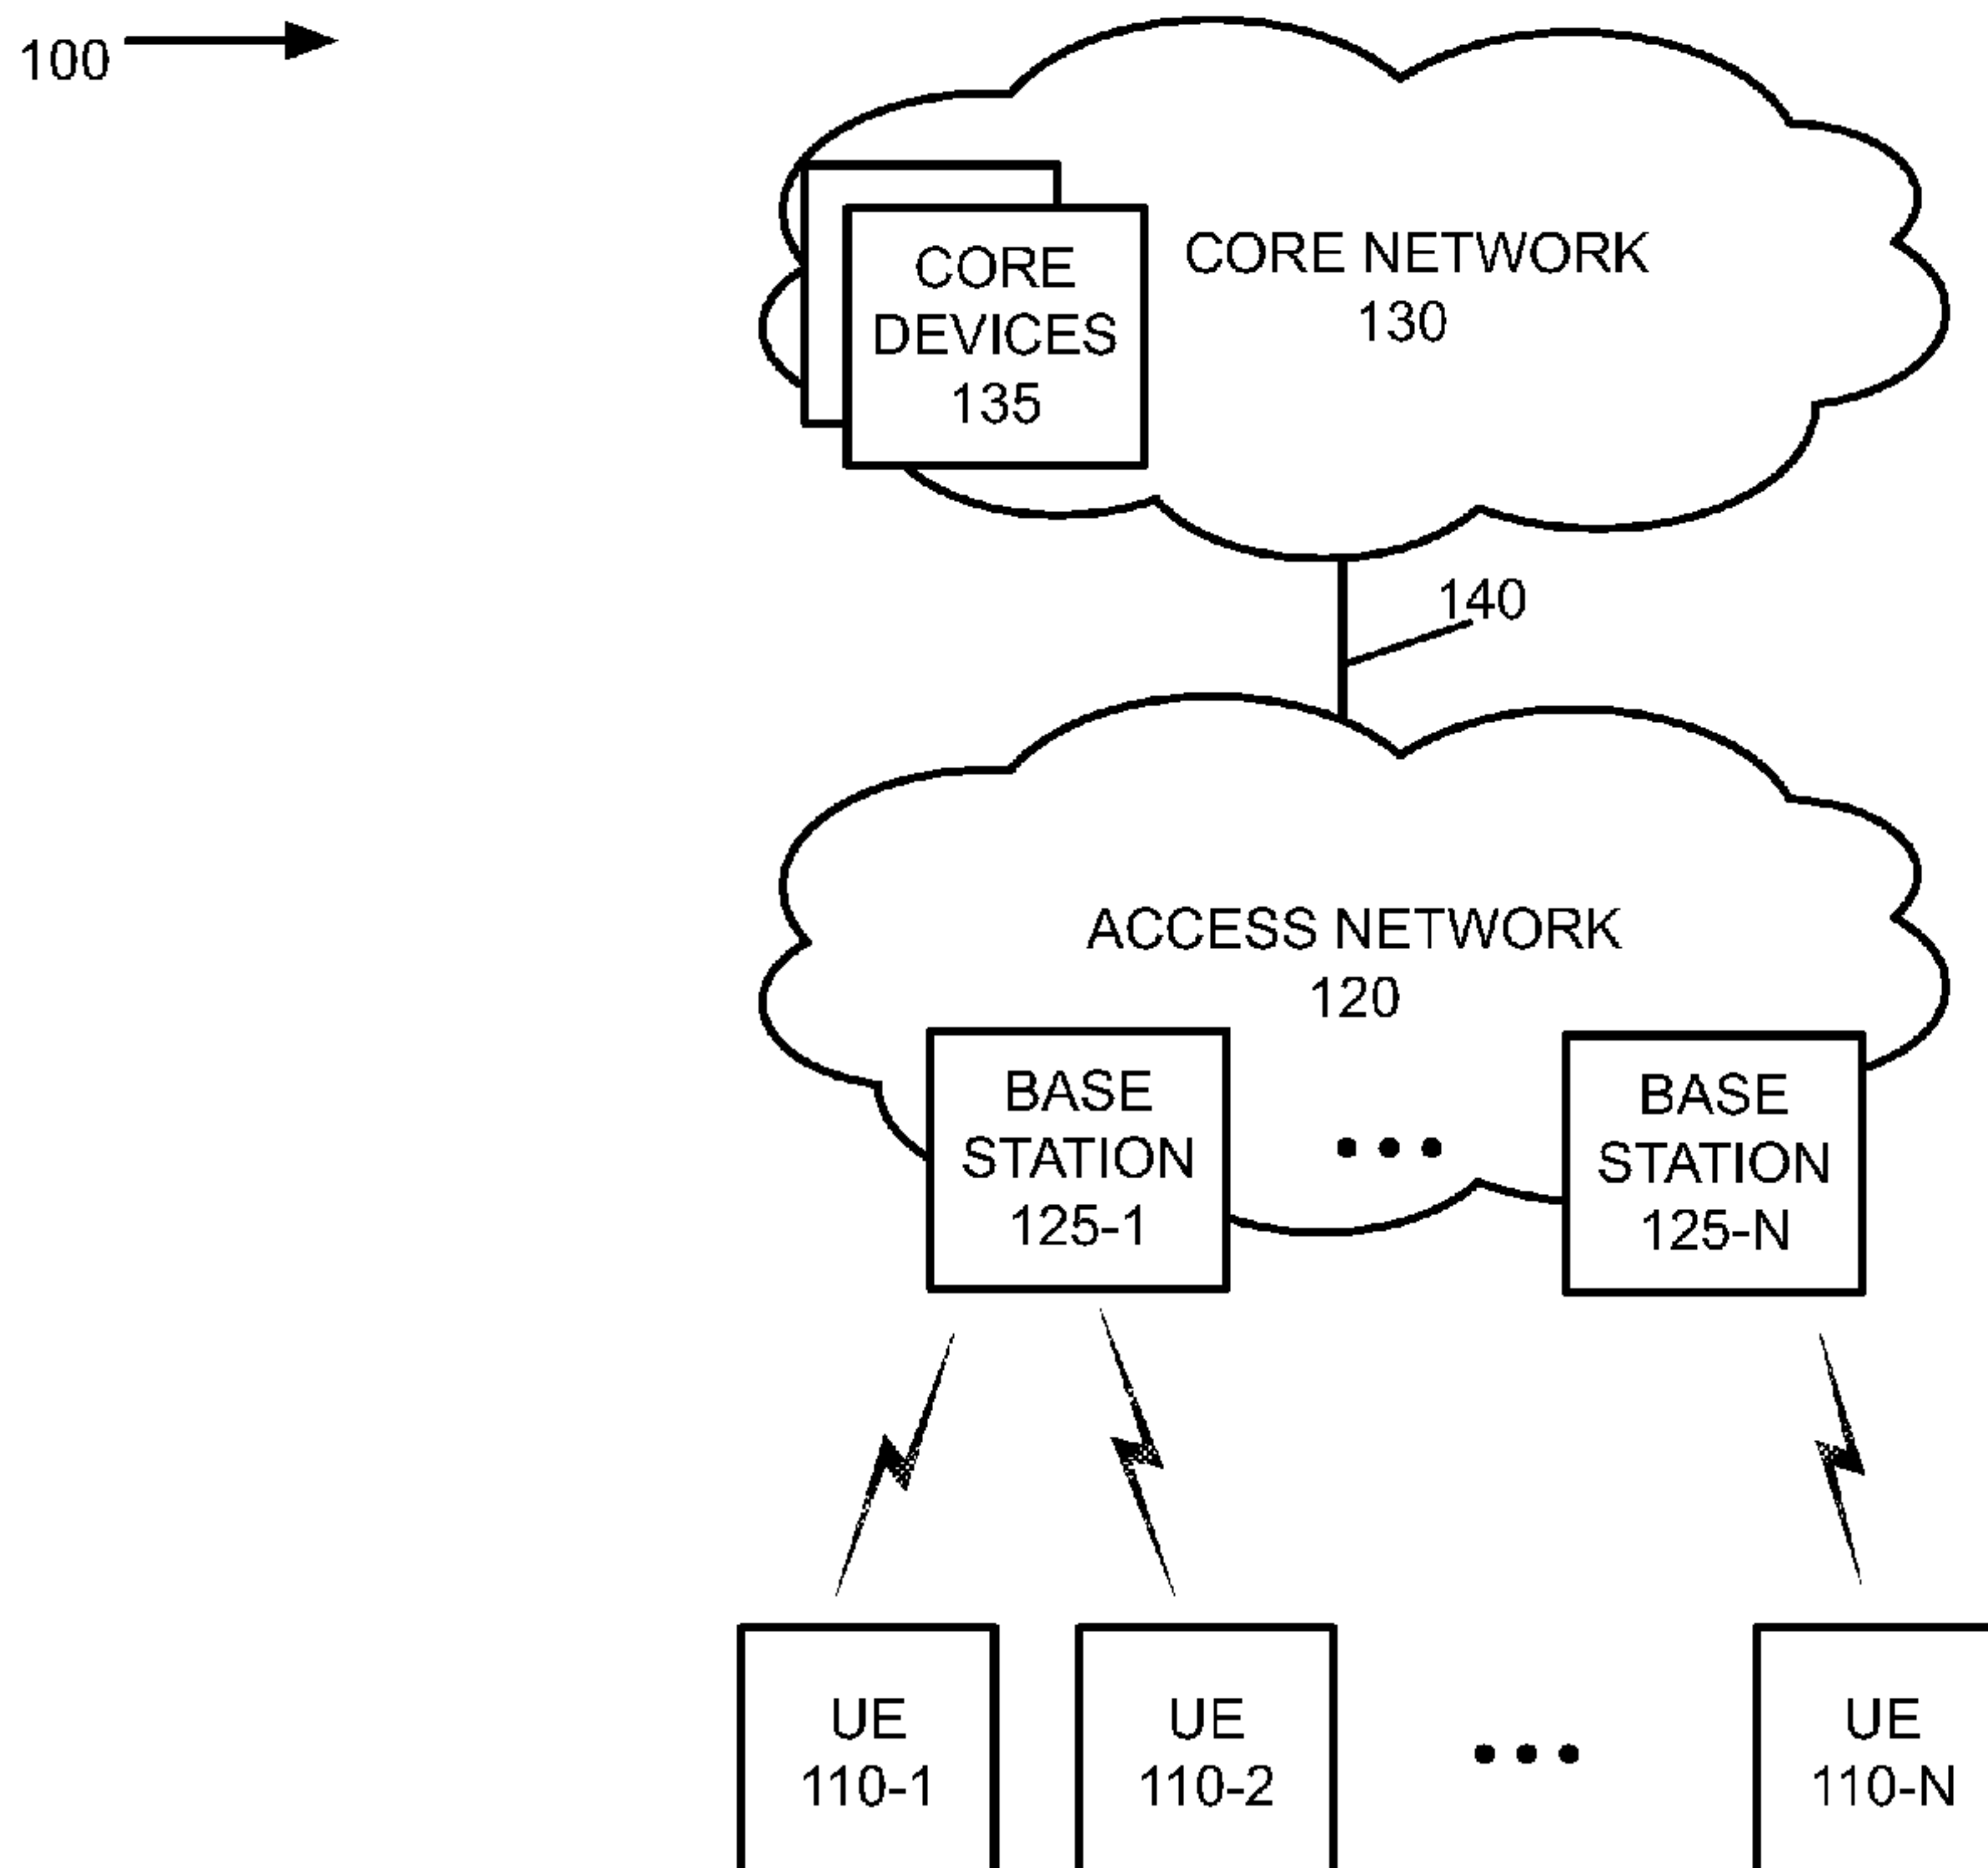 100
CORE NETWORK
130
CORE
DEVICES
135
140
ACCESS NETWORK
120
BASE
STATION
125-1
BASE
STATION
125-N
UE
110-1
UE
110-2
UE
110-N